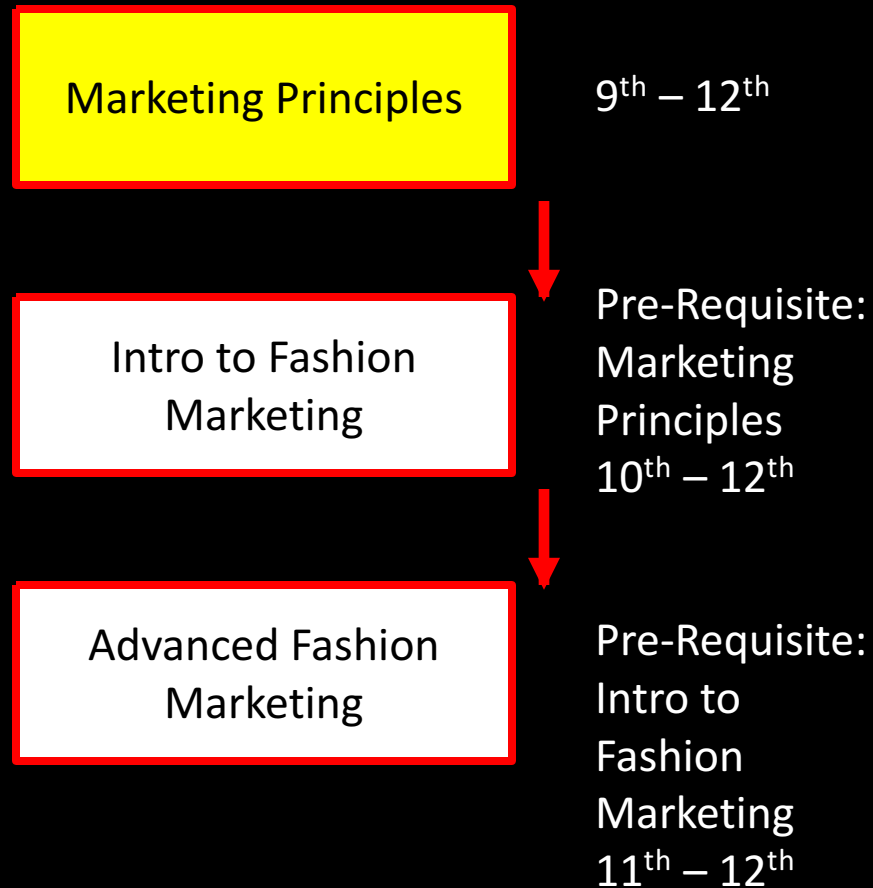 Marketing Principles
9th – 12th
Intro to Fashion
Marketing
Pre-Requisite:
Marketing
Principles
10th – 12th
Advanced Fashion
Marketing
Pre-Requisite:
Intro to
Fashion
Marketing
11th – 12th